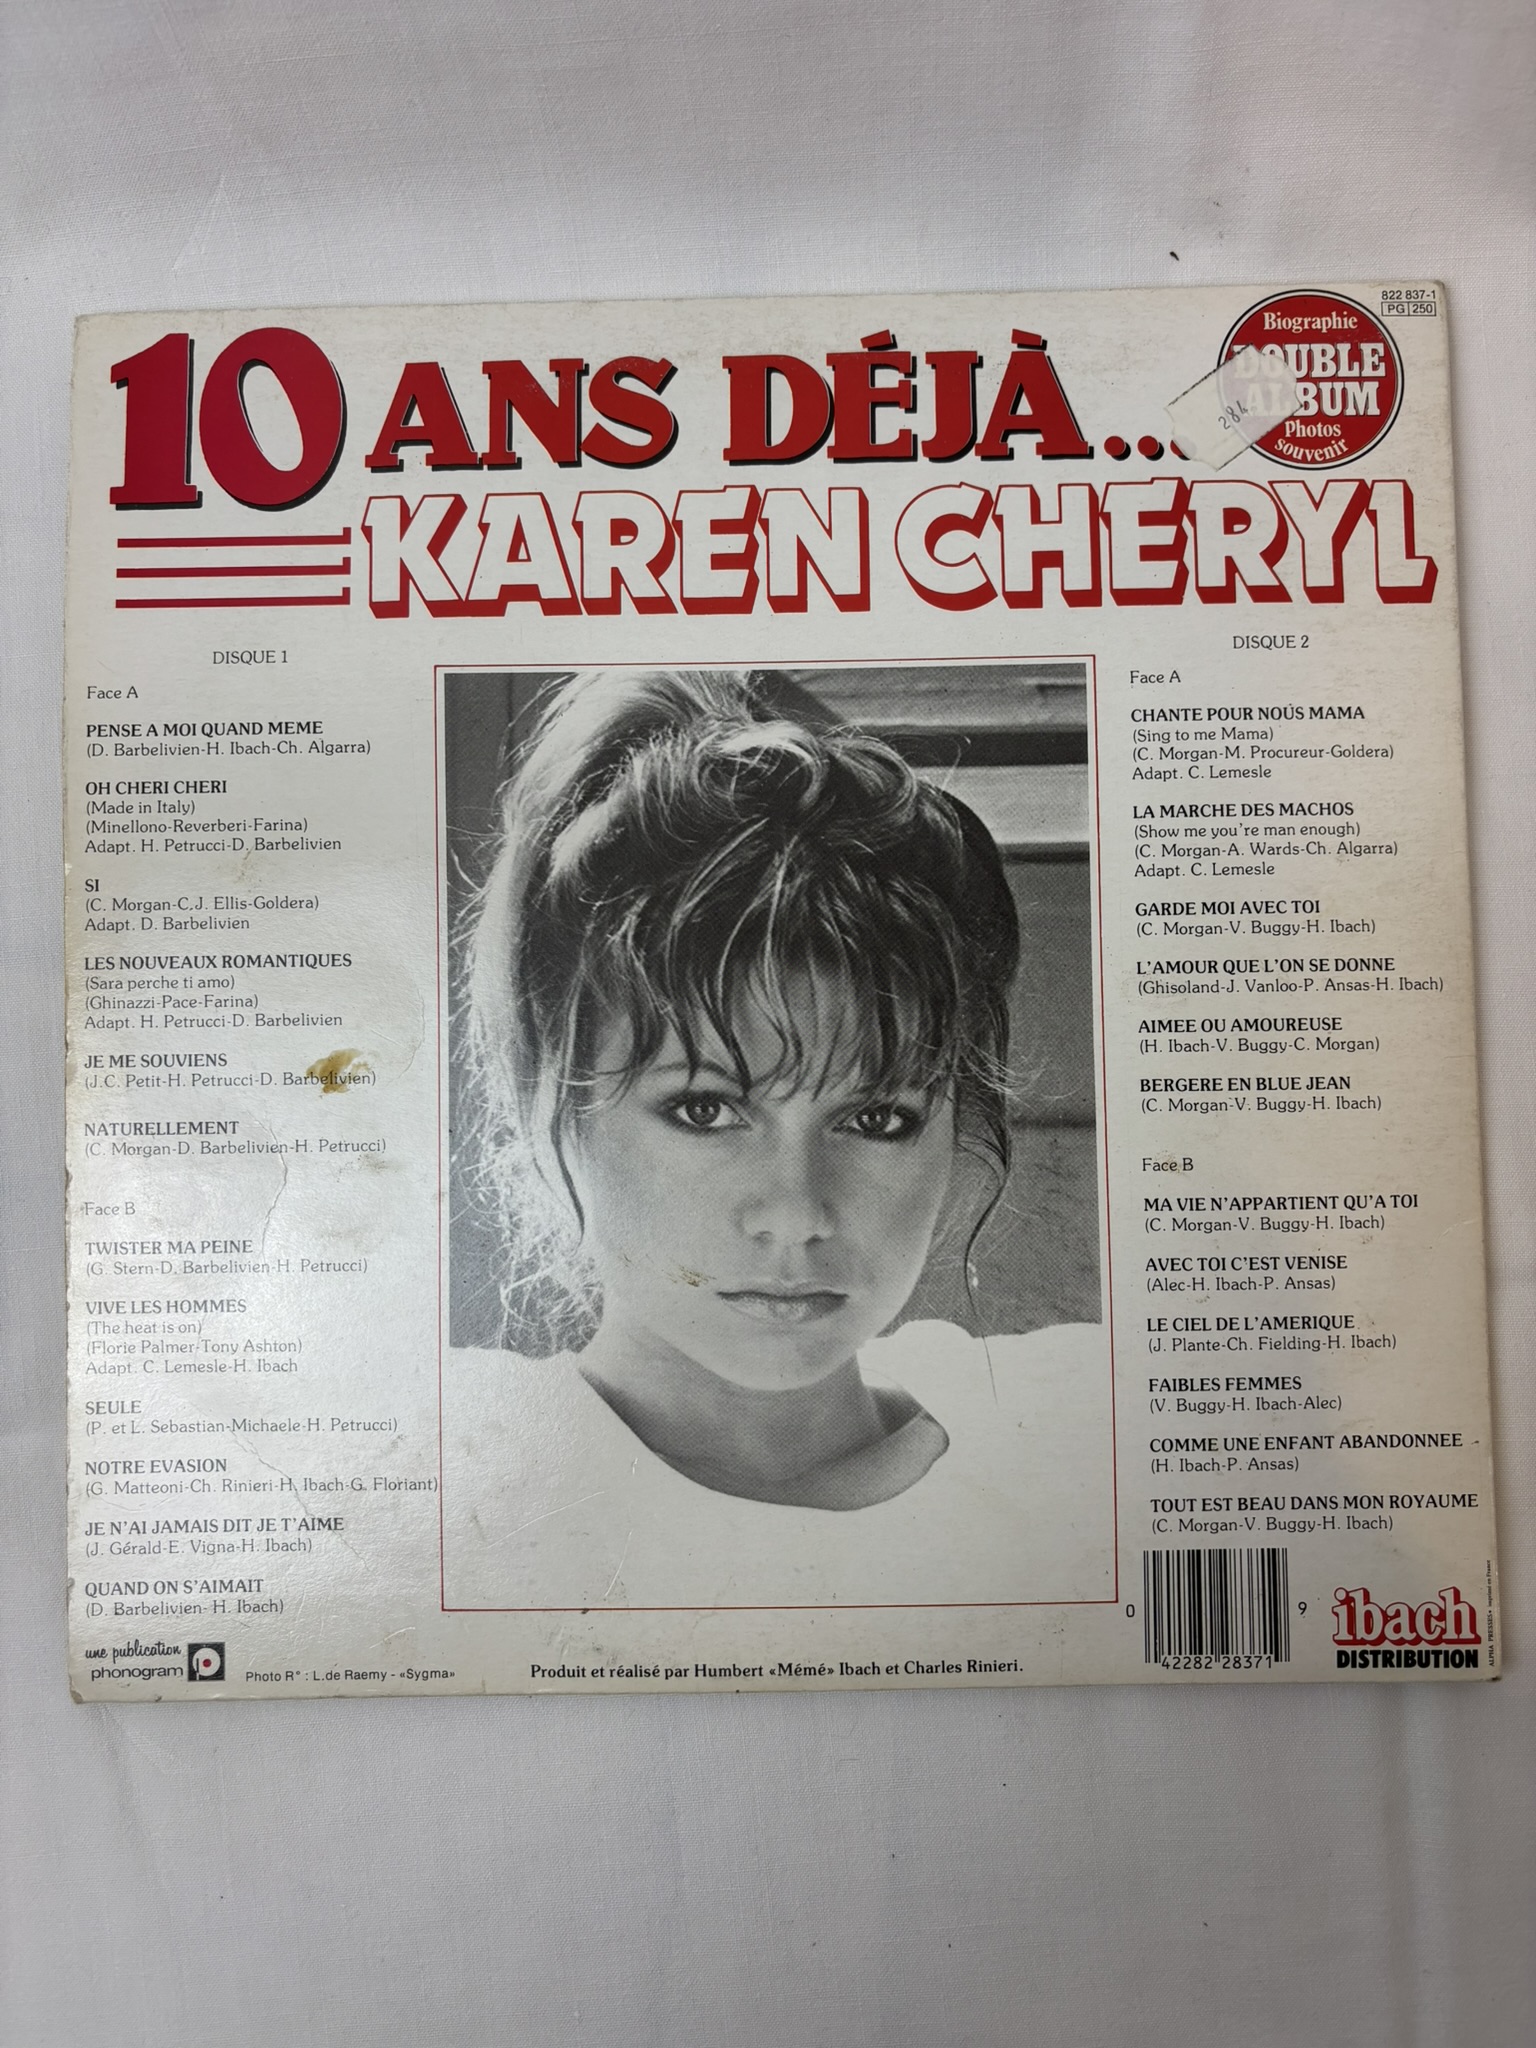 822 837-1
PG 250
Biographie
DOUBLE
ALBUM
Photos
souvenir
284
10 ANS DÉJÀ...
KAREN CHERYL
DISQUE 1
Face A
PENSE A MOI QUAND MEME
(D. Barbelivien-H. Ibach-Ch. Algarra)
OH CHERI CHERI
(Made in Italy)
(Minellono-Reverberi-Farina)
Adapt. H. Petrucci-D. Barbelivien
SI
(C. Morgan-C.J. Ellis-Goldera)
Adapt. D. Barbelivien
LES NOUVEAUX ROMANTIQUES
(Sara perche ti amo)
(Ghinazzi-Pace-Farina)
Adapt. H. Petrucci-D. Barbelivien
JE ME SOUVIENS
(J.C. Petit-H. Petrucci-D. Barbelivien)
NATURELLEMENT
(C. Morgan-D. Barbelivien-H. Petrucci)
Face B
TWISTER MA PEINE
(G. Stern-D. Barbelivien-H. Petrucci)
VIVE LES HOMMES
(The heat is on)
(Florie Palmer-Tony Ashton)
Adapt. C. Lemesle-H. Ibach
SEULE
(P. et L. Sebastian-Michaele-H. Petrucci)
NOTRE EVASION
(G. Matteoni-Ch. Rinieri-H. Ibach-G. Floriant)
JE N'AI JAMAIS DIT JE T'AIME
(J. Gérald-E. Vigna-H. Ibach)
QUAND ON S'AIMAIT
(D. Barbelivien- H. Ibach)
DISQUE 2
Face A
CHANTE POUR NOUS MAMA
(Sing to me Mama)
(C. Morgan-M. Procureur-Goldera)
Adapt. C. Lemesle
LA MARCHE DES MACHOS
(Show me you're man enough)
(C. Morgan-A. Wards-Ch. Algarra)
Adapt. C. Lemesle
GARDE MOI AVEC TOI
(C. Morgan-V. Buggy-H. Ibach)
L'AMOUR QUE L'ON SE DONNE
(Ghisoland-J. Vanloo-P. Ansas-H. Ibach)
AIMEE OU AMOUREUSE
(H. Ibach-V. Buggy-C. Morgan)
BERGERE EN BLUE JEAN
(C. Morgan-V. Buggy-H. Ibach)
Face B
MA VIE N'APPARTIENT QU'A TOI
(C. Morgan-V. Buggy-H. Ibach)
AVEC TOI C'EST VENISE
(Alec-H. Ibach-P. Ansas)
LE CIEL DE L'AMERIQUE
(J. Plante-Ch. Fielding-H. Ibach)
FAIBLES FEMMES
(V. Buggy-H. Ibach-Alec)
COMME UNE ENFANT ABANDONNEE
(H. Ibach-P. Ansas)
TOUT EST BEAU DANS MON ROYAUME
(C. Morgan-V. Buggy-H. Ibach)
0 42282 28371 9
ibach
DISTRIBUTION
ALPHA PRESSES • imprimé en France
une publication
phonogram
Photo R° : L.de Raemy - «Sygma»
Produit et réalisé par Humbert «Mémé» Ibach et Charles Rinieri.